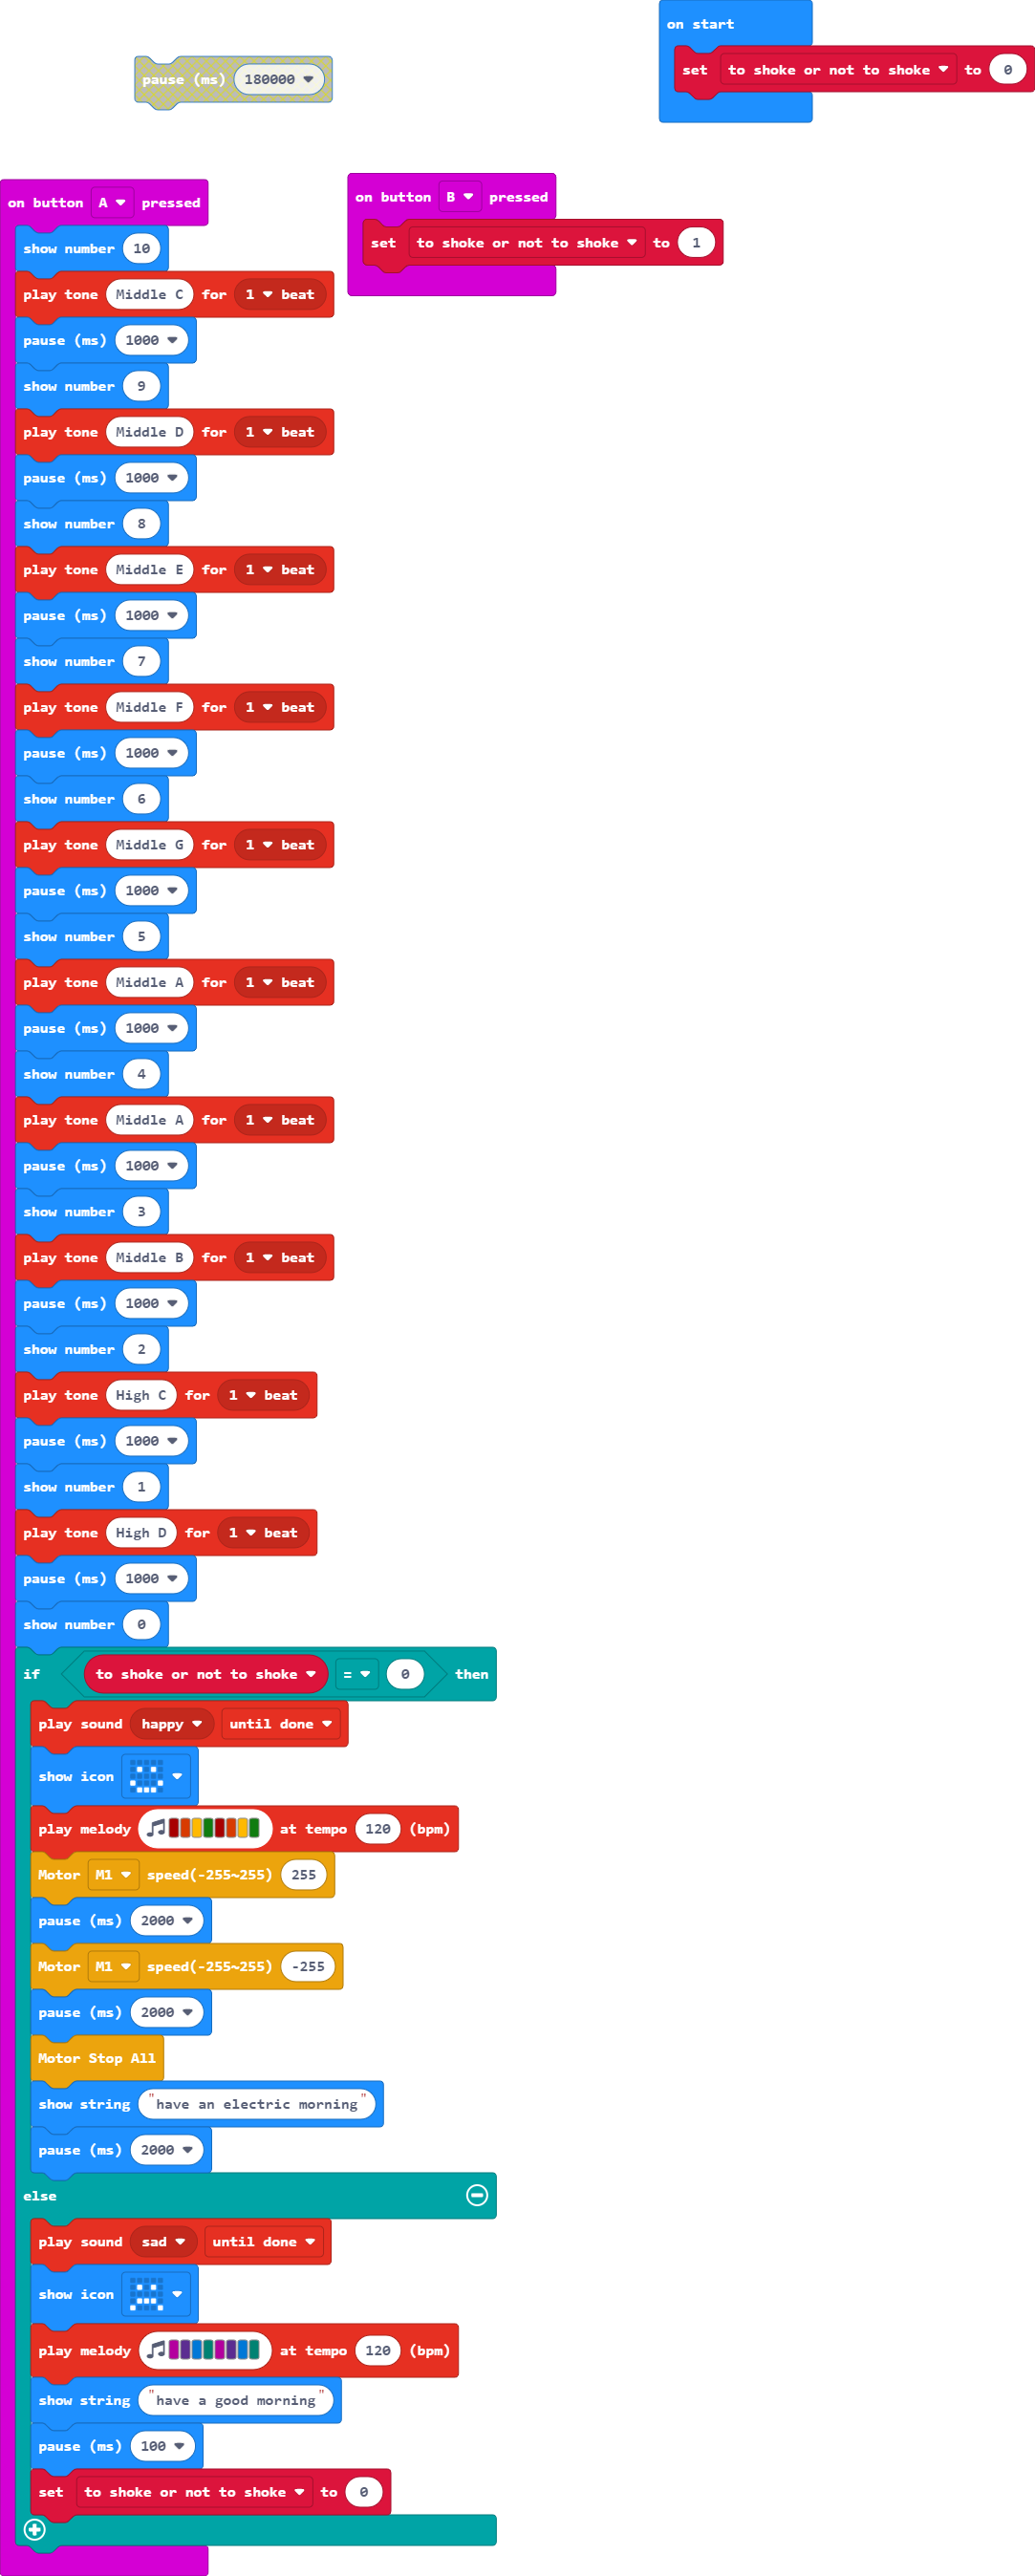 on start
set to shoke or not to shoke to 0
pause (ms) 180000
on button A pressed
show number 10
play tone Middle C for 1 beat
pause (ms) 1000
show number 9
play tone Middle D for 1 beat
pause (ms) 1000
show number 8
play tone Middle E for 1 beat
pause (ms) 1000
show number 7
play tone Middle F for 1 beat
pause (ms) 1000
show number 6
play tone Middle G for 1 beat
pause (ms) 1000
show number 5
play tone Middle A for 1 beat
pause (ms) 1000
show number 4
play tone Middle A for 1 beat
pause (ms) 1000
show number 3
play tone Middle B for 1 beat
pause (ms) 1000
show number 2
play tone High C for 1 beat
pause (ms) 1000
show number 1
play tone High D for 1 beat
pause (ms) 1000
show number 0
if to shoke or not to shoke = 0 then
play sound happy until done
show icon
play melody at tempo 120 (bpm)
Motor M1 speed(-255~255) 255
pause (ms) 2000
Motor M1 speed(-255~255) -255
pause (ms) 2000
Motor Stop All
show string "have an electric morning"
pause (ms) 2000
else
play sound sad until done
show icon
play melody at tempo 120 (bpm)
show string "have a good morning"
pause (ms) 100
set to shoke or not to shoke to 0
on button B pressed
set to shoke or not to shoke to 1